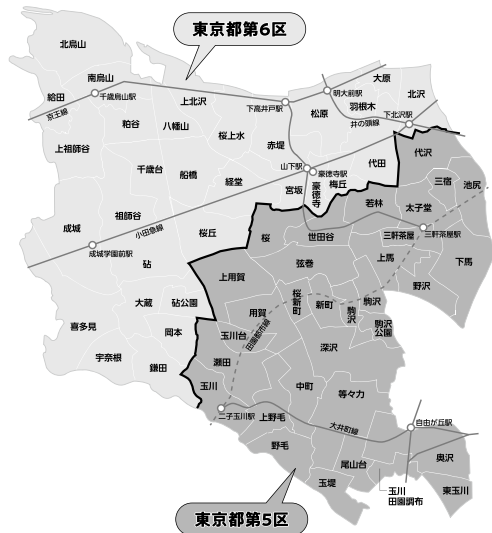 東京都第6区
北烏山
南烏山
給田
千歳烏山駅
京王線
上北沢
下高井戸駅
明大前駅
大原
北沢
羽根木
松原
井の頭線
下北沢駅
粕谷
八幡山
桜上水
赤堤
上祖師谷
千歳台
船橋
経堂
山下駅
豪徳寺駅
宮坂
豪徳寺
梅丘
代田
代沢
三宿
池尻
太子堂
若林
成城
祖師谷
小田急線
成城学園前駅
桜丘
桜
世田谷
三軒茶屋
三軒茶屋駅
砧
上用賀
弦巻
上馬
下馬
野沢
大蔵
砧公園
用賀
桜新町
新町
駒沢
駒沢
駒沢公園
喜多見
岡本
玉川台
田園都市線
深沢
宇奈根
鎌田
瀬田
玉川
中町
等々力
二子玉川駅
上野毛
大井町線
自由が丘駅
野毛
尾山台
奥沢
玉堤
玉川
田園調布
東玉川
東京都第5区